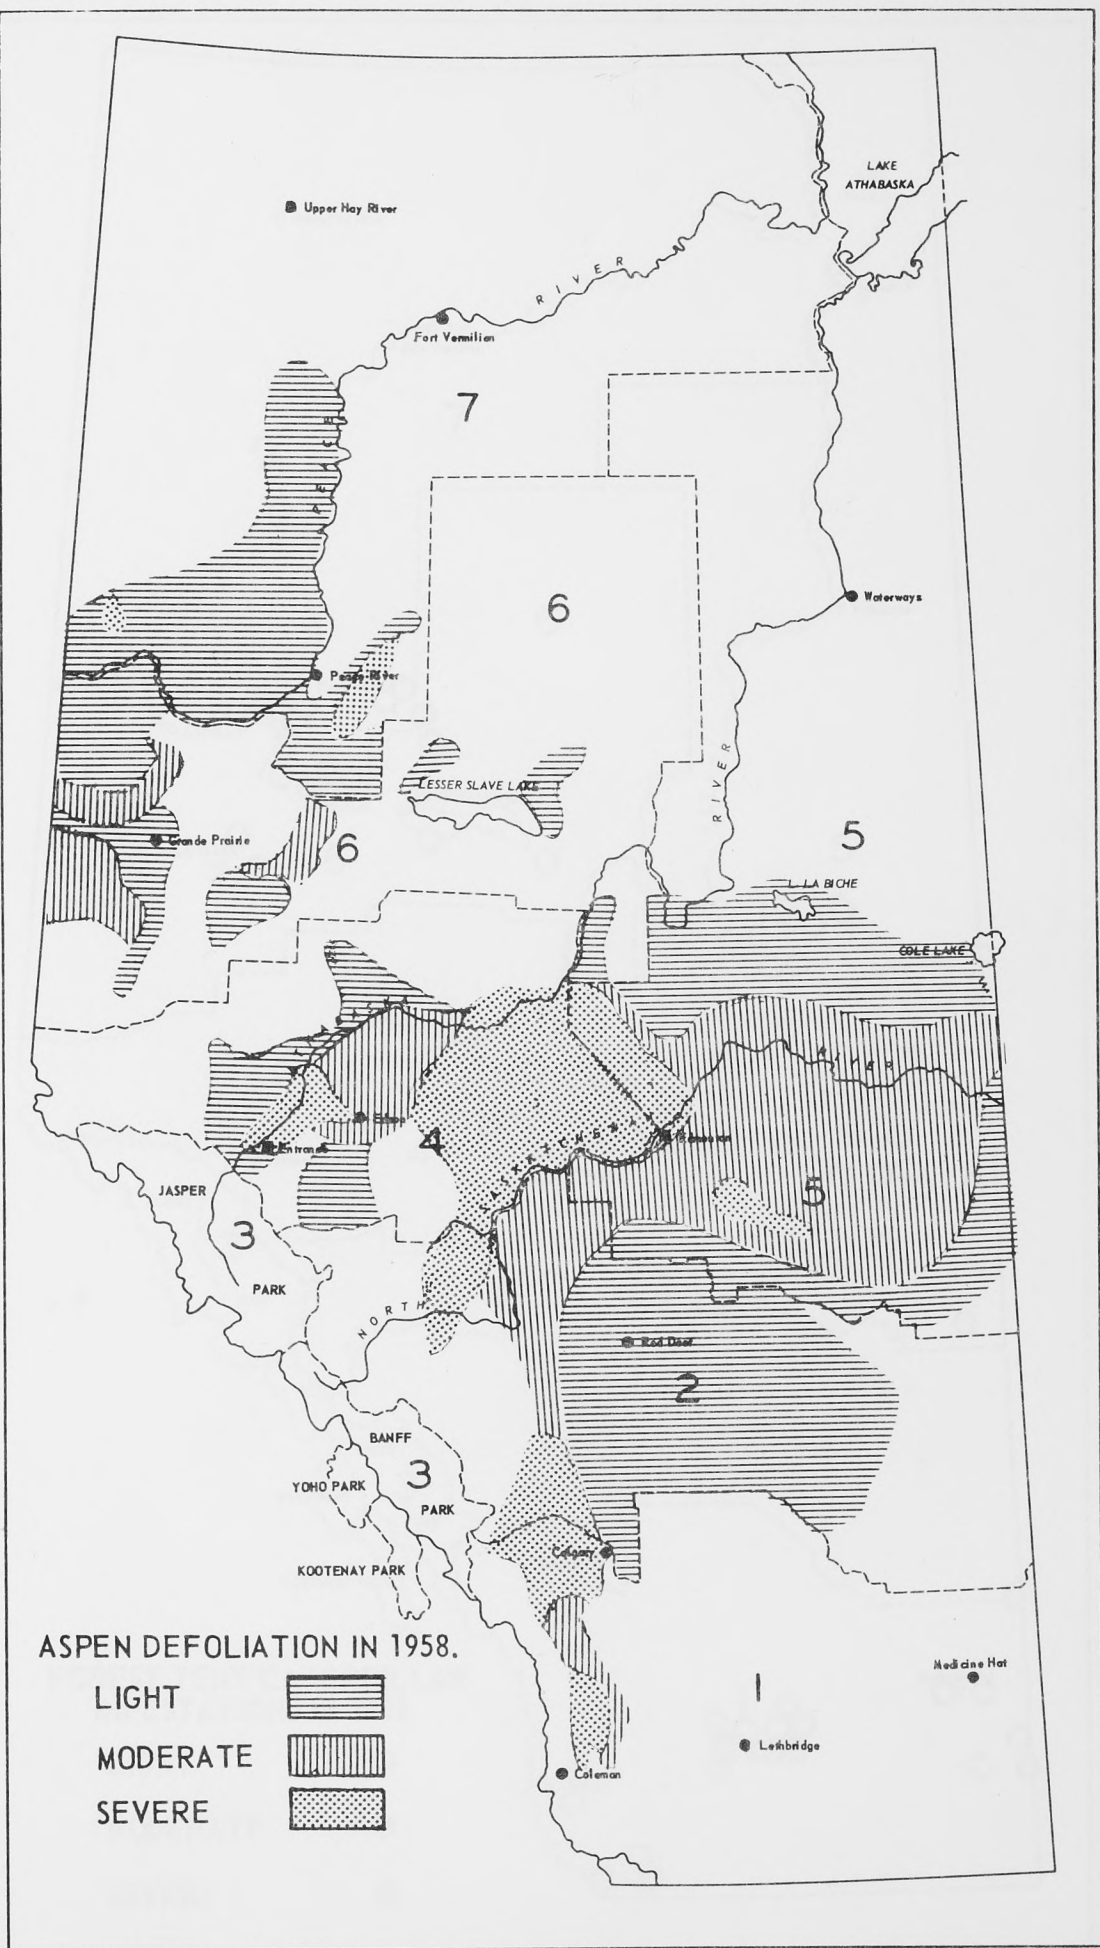 LAKE
ATHABASKA
Upper Hay River
RIVER
Fort Vermilion
7
PEACE
6
Waterways
Peace River
RIVER
LESSER SLAVE LAKE
Grande Prairie
6
5
L. LA BICHE
COLE LAKE
RIVER
4
Entrance
JASPER
5
3
PARK
NORTH
Red Deer
2
BANFF
3
YOHO PARK
PARK
Calgary
KOOTENAY PARK
ASPEN DEFOLIATION IN 1958.
LIGHT
MODERATE
SEVERE
1
Medicine Hat
Lethbridge
Coleman